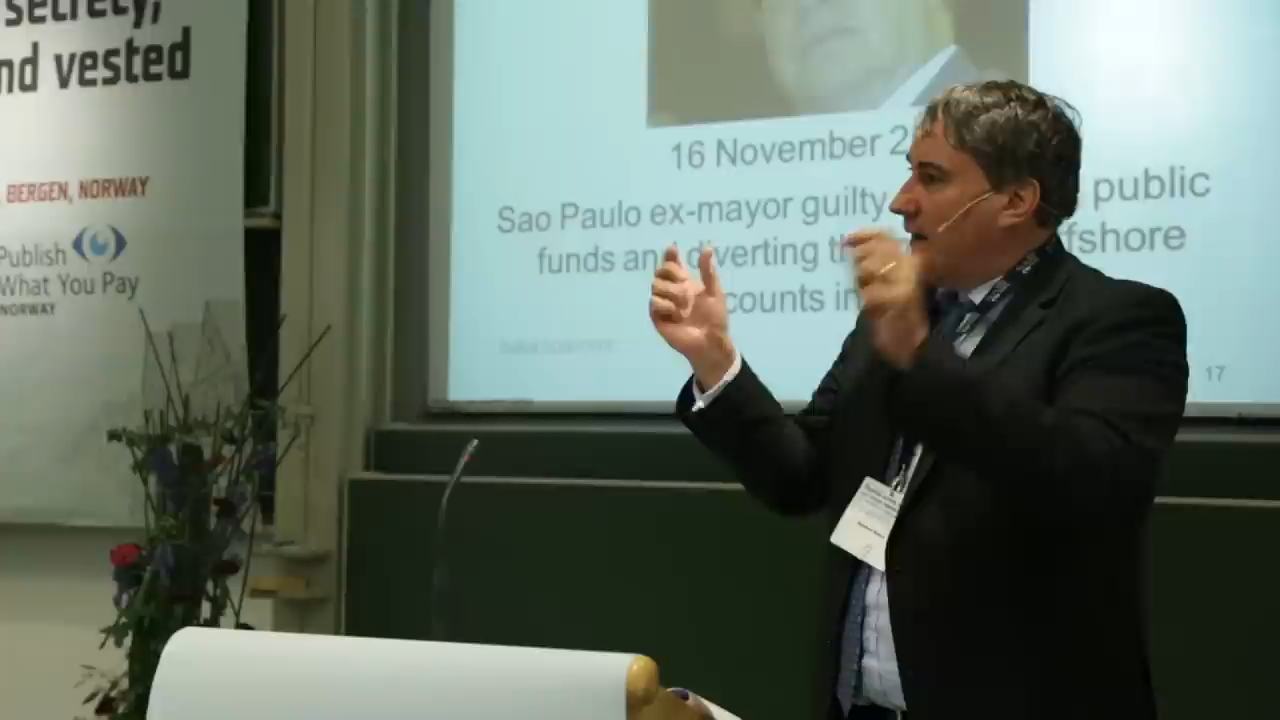 secrecy,
nd vested
BERGEN, NORWAY
Publish
What You Pay
NORWAY
16 November 2
Sao Paulo ex-mayor guilty public
funds and diverting th fshore
counts in
17